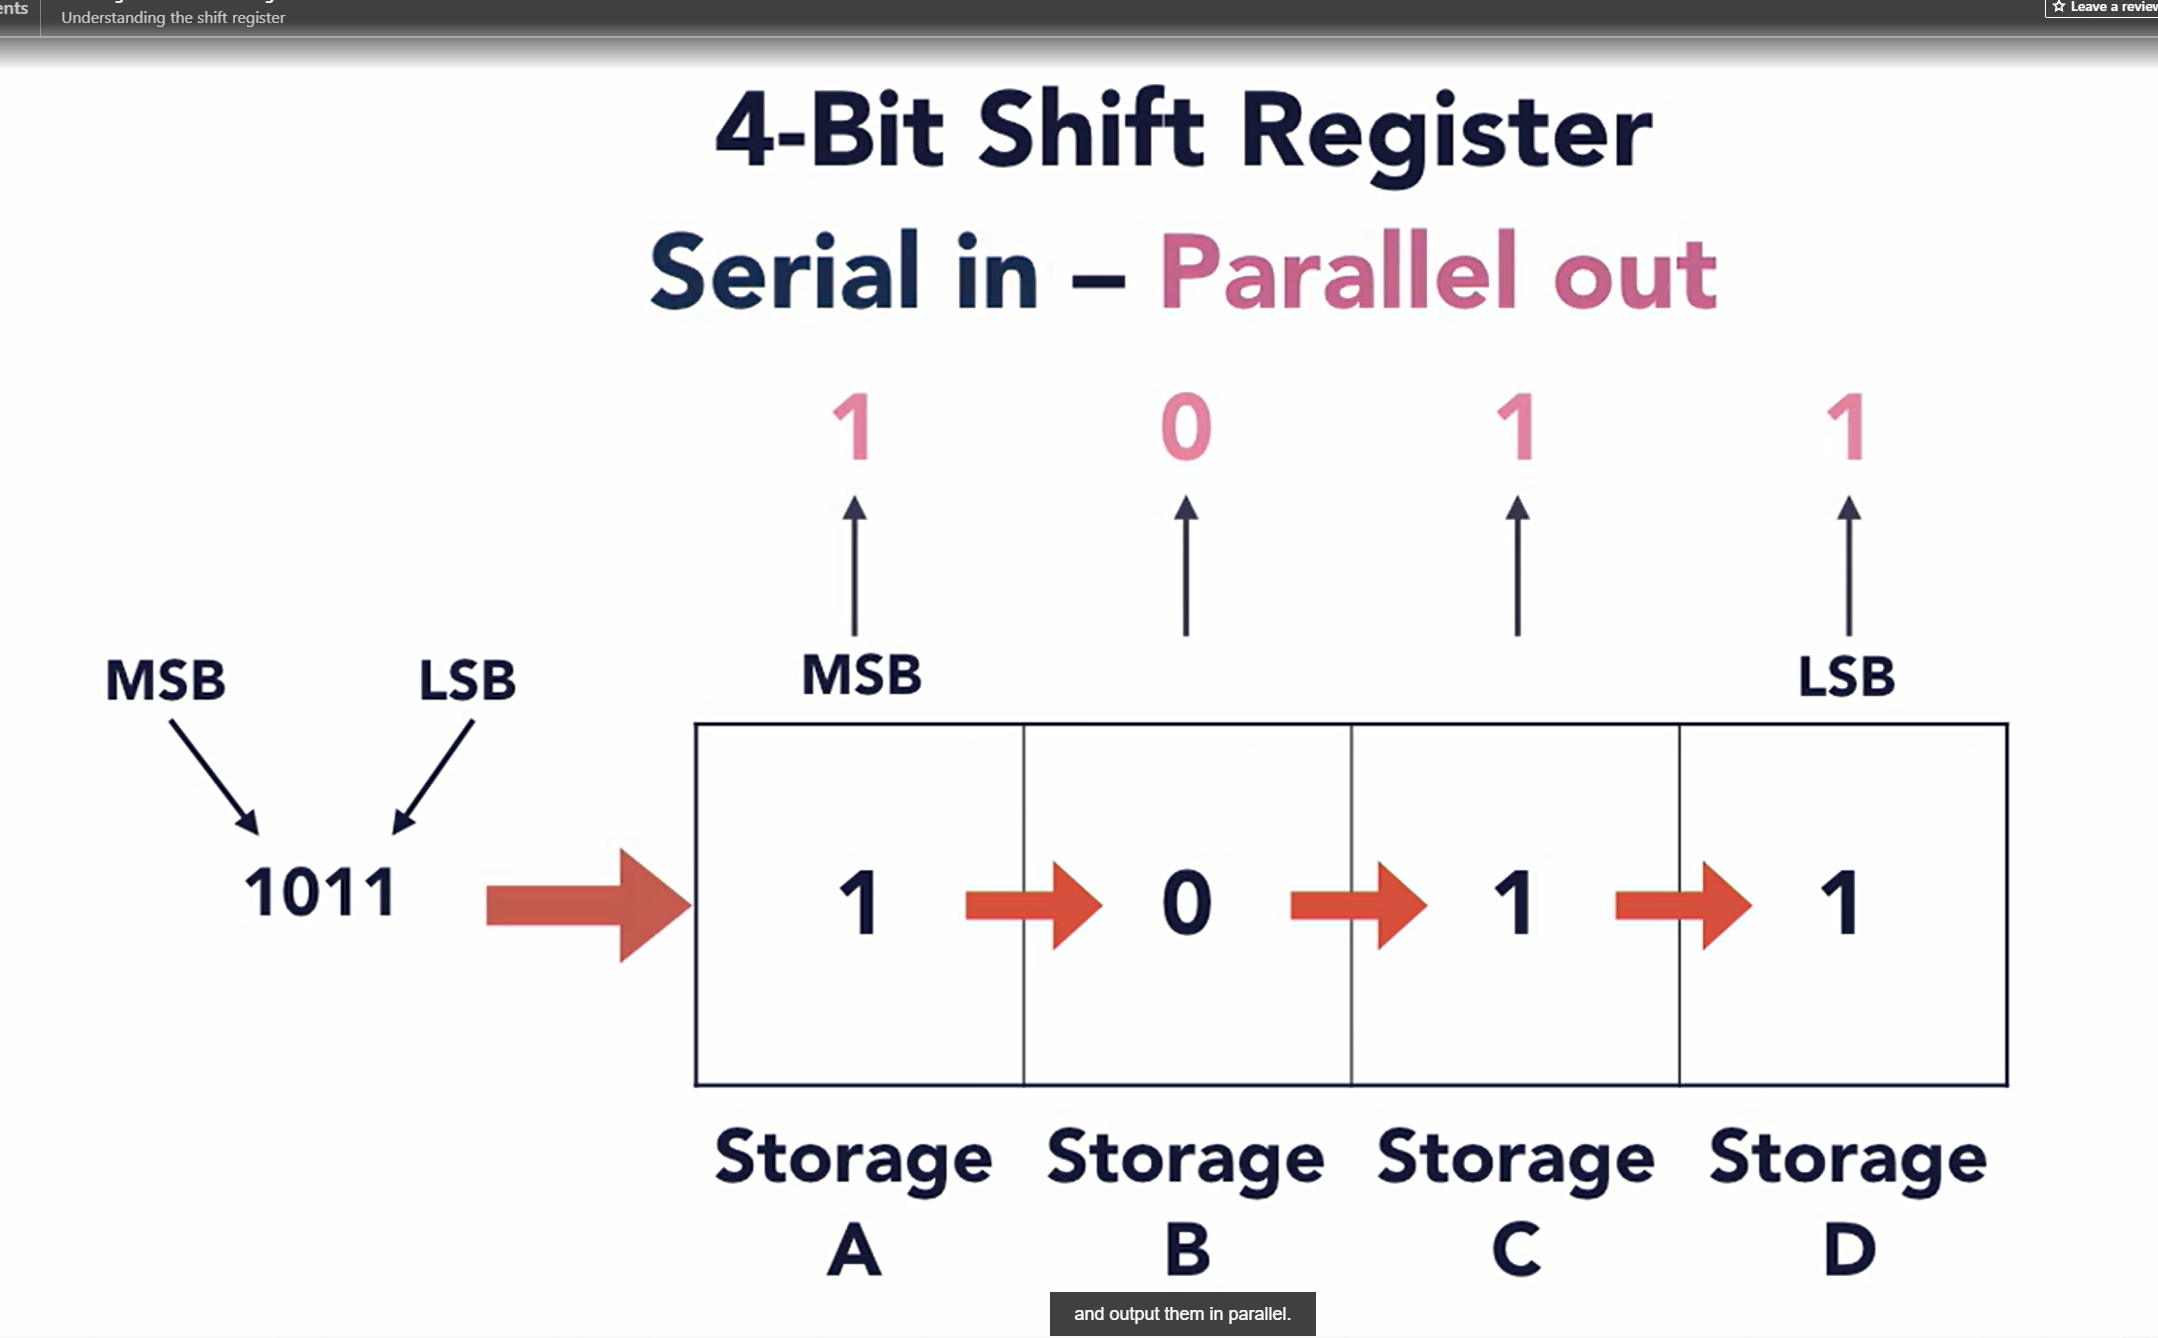 ents
Understanding the shift register
Leave a review
4-Bit Shift Register
Serial in – Parallel out
1 0 1 1
MSB LSB MSB LSB
1011 1 0 1 1
Storage Storage Storage Storage
A B C D
and output them in parallel.